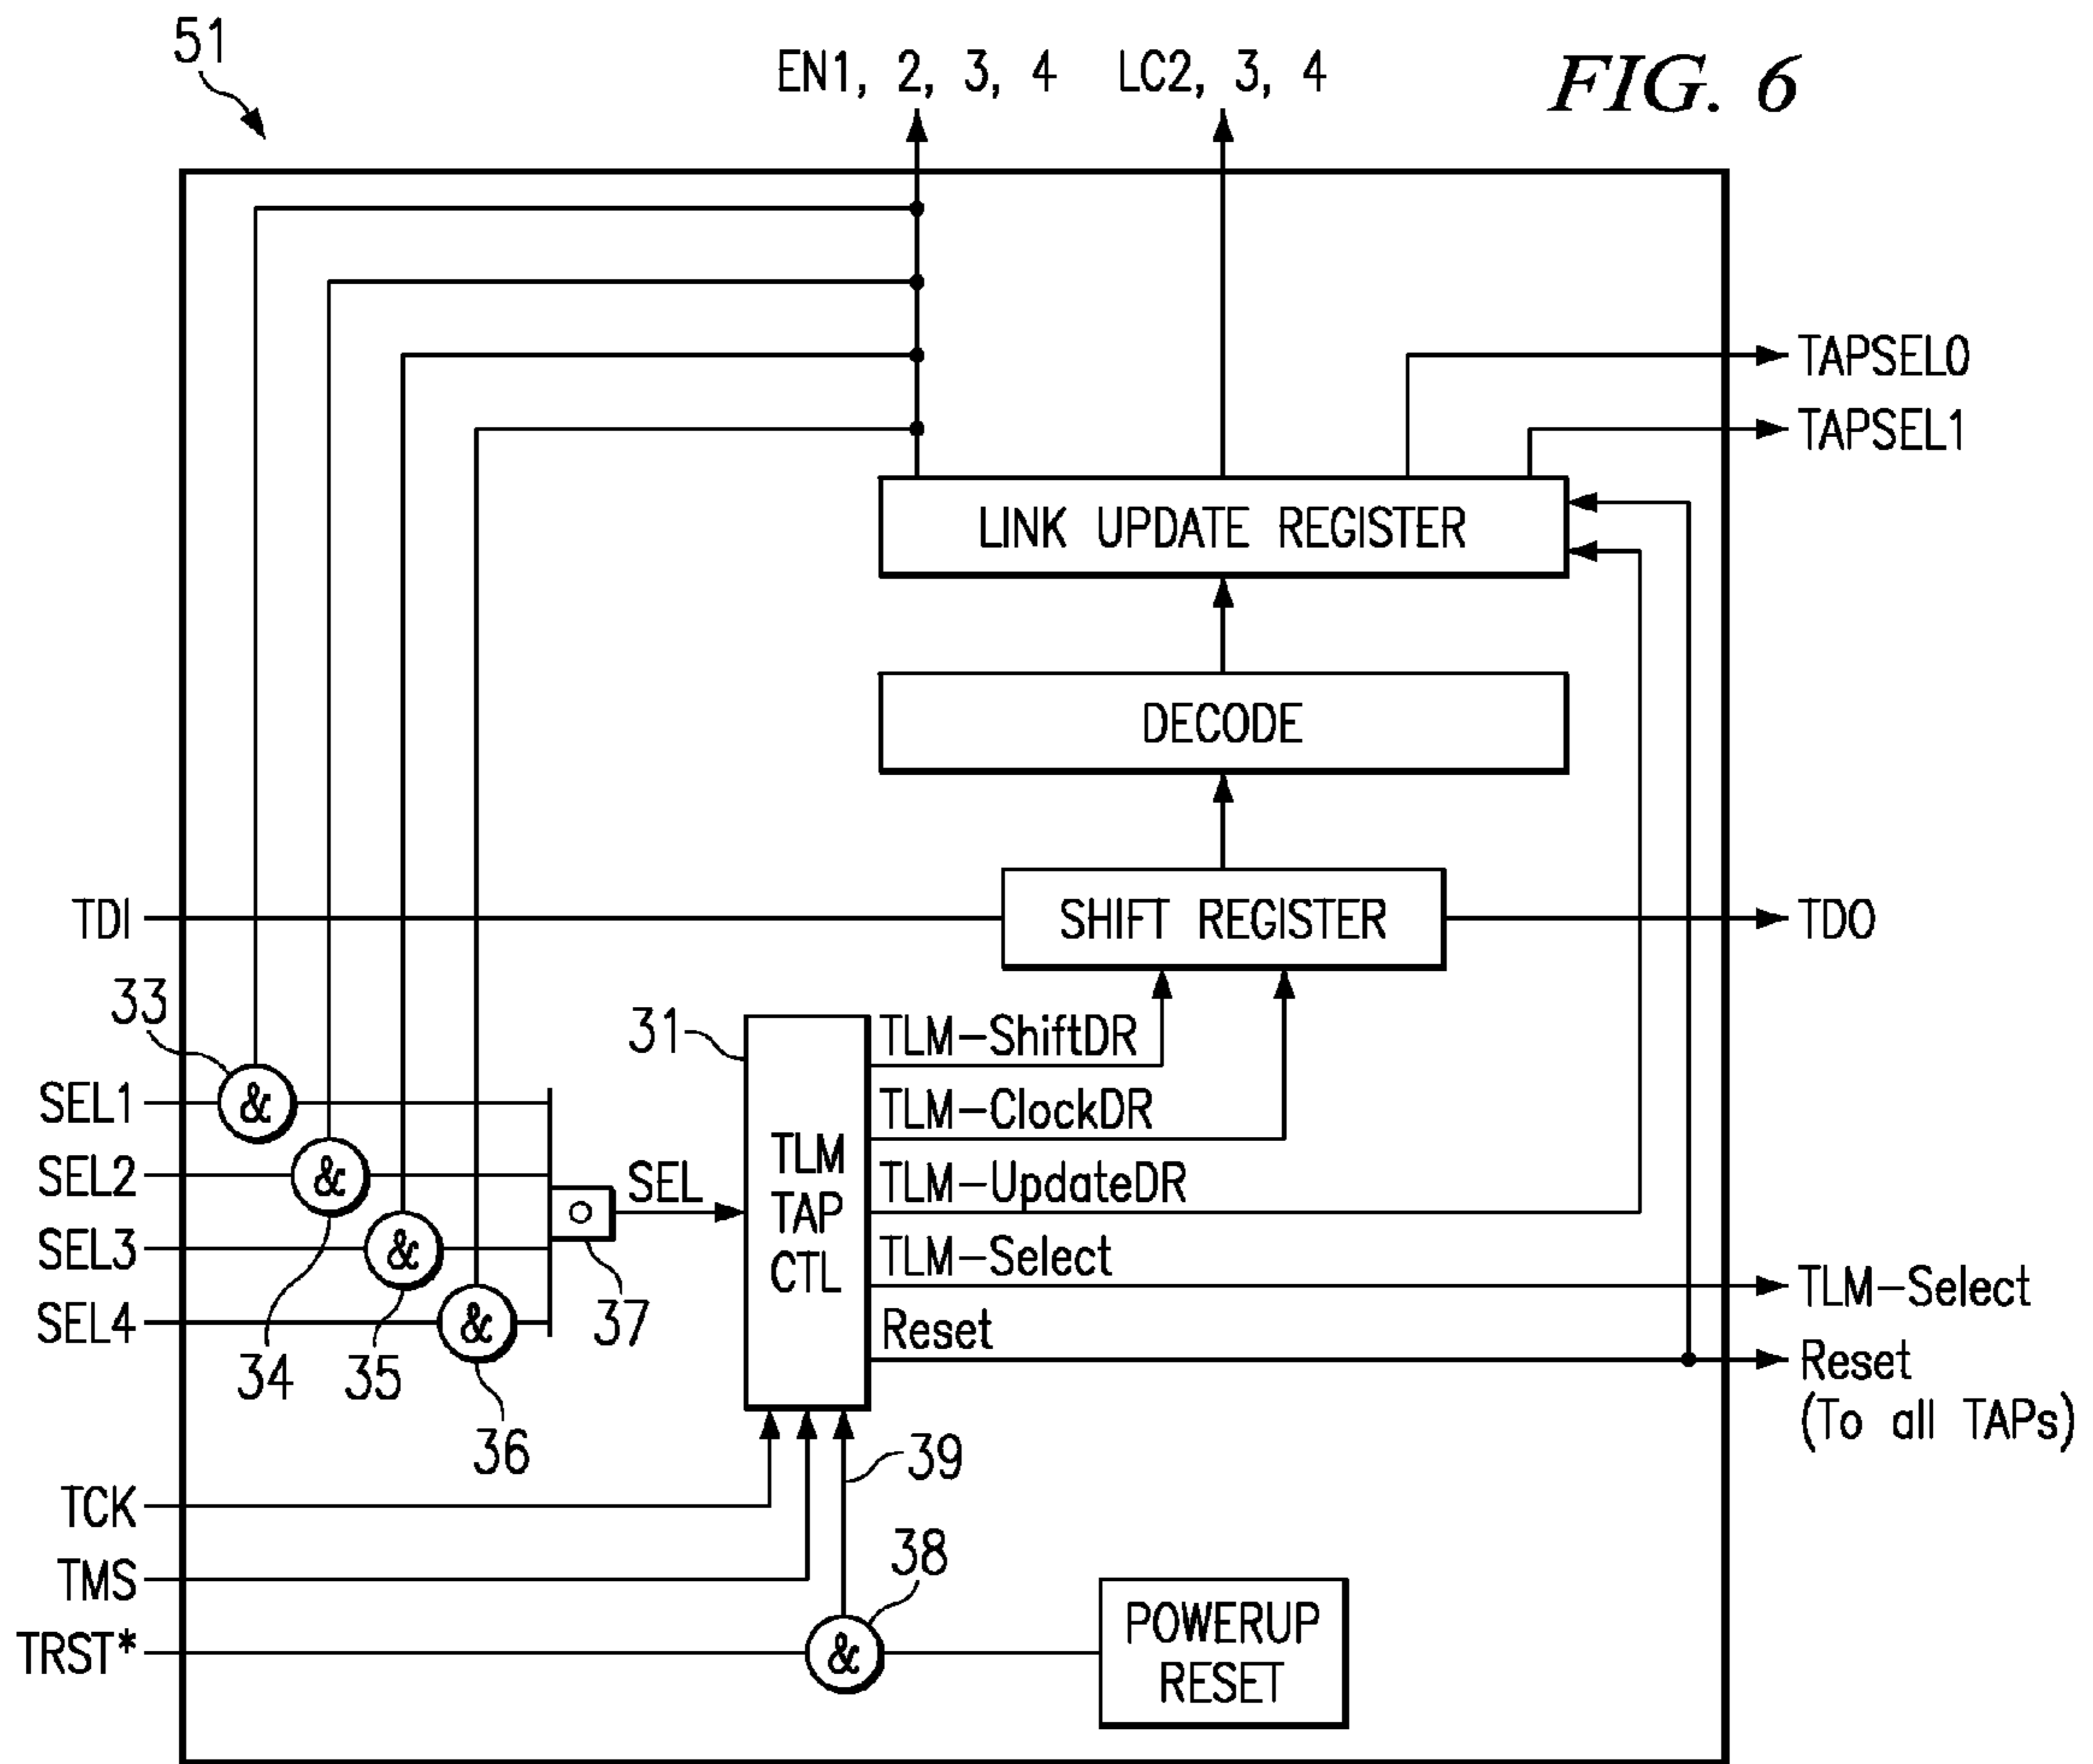 51
EN1, 2, 3, 4
LC2, 3, 4
FIG. 6
TAPSEL0
TAPSEL1
LINK UPDATE REGISTER
DECODE
TDI
SHIFT REGISTER
TDO
33
31
TLM-ShiftDR
SEL1
&
TLM-ClockDR
SEL2
&
SEL
TLM
TAP
CTL
TLM-UpdateDR
SEL3
&
TLM-Select
TLM-Select
SEL4
&
37
Reset
Reset
(To all TAPs)
34
35
36
39
TCK
TMS
38
TRST*
&
POWERUP
RESET